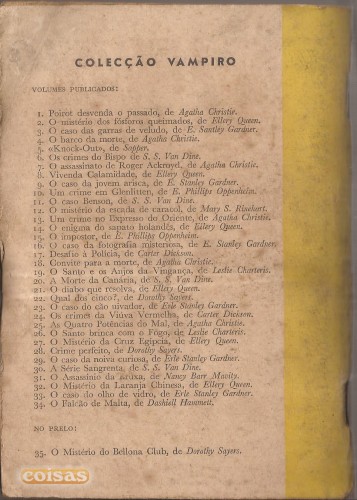 COLECÇÃO VAMPIRO
VOLUMES PUBLICADOS:
1. Poirot desvenda o passado, de Agatha Christie.
2. O mistério dos fósforos queimados, de Ellery Queen.
3. O caso das garras de veludo, de E. Stanley Gardner.
4. O barco da morte, de Agatha Christie.
5. «Knock-Out», de Sapper.
6. Os crimes do Bispo de S. S. Van Dine.
7. O assassinato de Roger Ackroyd, de Agatha Christie.
8. Vivenda Calamidade, de Ellery Queen.
9. O caso da jovem arisca, de E. Stanley Gardner.
10. Um crime em Glenlitten, de E. Phillips Oppenheim.
11. O caso Benson, de S. S. Van Dine.
12. O mistério da escada de caracol, de Mary S. Rinehart.
13. Um crime no Expresso do Oriente, de Agatha Christie.
14. O enigma do sapato holandês, de Ellery Queen.
15. O impostor, de E. Phillips Oppenheim.
16. O caso da fotografia misteriosa, de E. Stanley Gardner.
17. Desafio à Polícia, de Carter Dickson.
18. Convite para a morte, de Agatha Christie.
19. O Santo e os Anjos da Vingança, de Leslie Charteris.
20. A Morte da Canária, de S. S. Van Dine.
21. O diabo que resolva, de Ellery Queen.
22. Qual dos cinco?, de Dorothy Sayers.
23. O caso do cão uivador, de Erle Stanley Gardner.
24. Os crimes da Viúva Vermelha, de Carter Dickson.
25. As Quatro Potências do Mal, de Agatha Christie.
26. O Santo brinca com o Fogo, de Leslie Charteris.
27. O Mistério da Cruz Egípcia, de Ellery Queen.
28. Crime perfeito, de Dorothy Sayers.
29. O caso da noiva curiosa, de Erle Stanley Gardner.
30. A Série Sangrenta, de S. S. Van Dine.
31. O Assassino da Bruxa, de Nancy Barr Mavity.
32. O Mistério da Laranja Chinesa, de Ellery Queen.
33. O caso do olho de vidro, de Erle Stanley Gardner.
34. O Falcão de Malta, de Dashiell Hammett.
NO PRELO:
35. O Mistério do Bellona Club, de Dorothy Sayers.
coisas